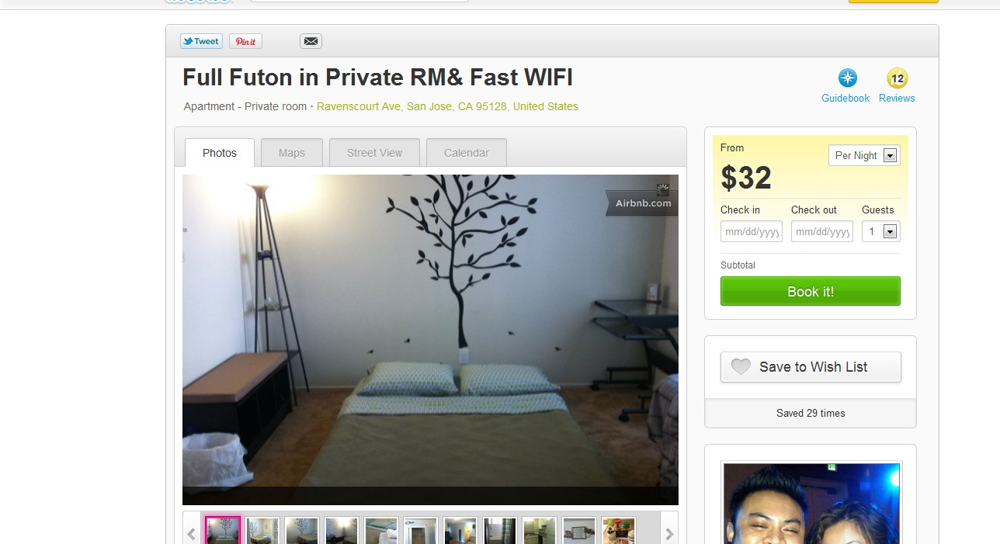 Tweet
Pin it
Full Futon in Private RM& Fast WIFI
Apartment - Private room · Ravenscourt Ave, San Jose, CA 95128, United States
Guidebook
12
Reviews
Photos
Maps
Street View
Calendar
Airbnb.com
From
Per Night
$32
Check in
Check out
Guests
mm/dd/yyyy
mm/dd/yyyy
1
Subtotal
Book it!
Save to Wish List
Saved 29 times